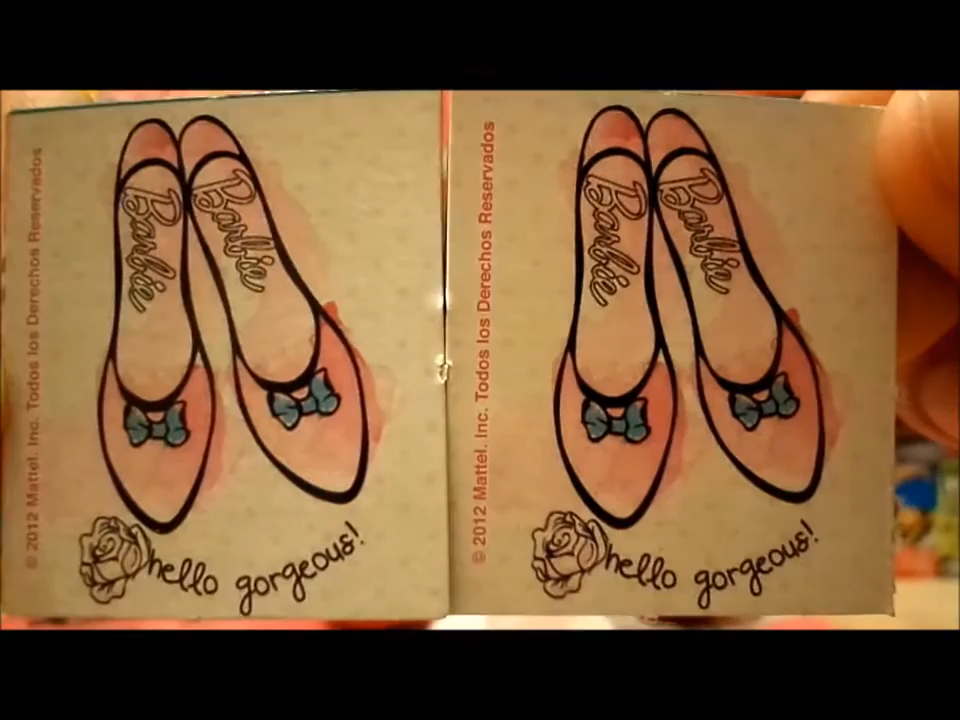 © 2012 Mattel. Inc. Todos los Derechos Reservados
Barbie
Barbie
hello gorgeous!
© 2012 Mattel. Inc. Todos los Derechos Reservados
Barbie
Barbie
hello gorgeous!